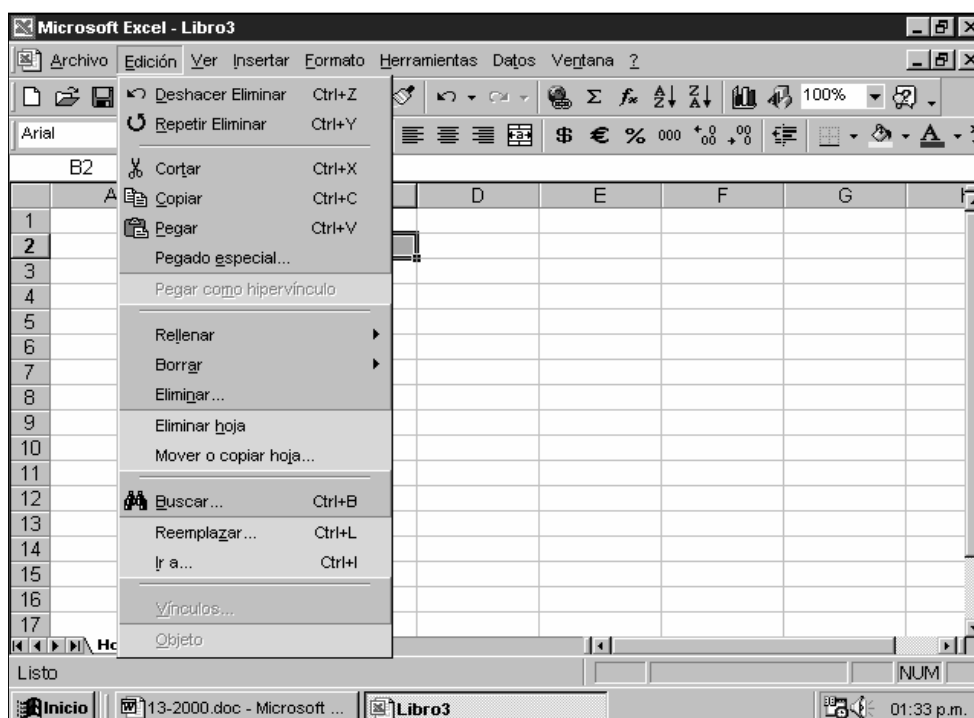 Microsoft Excel - Libro3
Archivo Edición Ver Insertar Formato Herramientas Datos Ventana ?
100%
Arial $ € % 000
B2
A D E F G
Deshacer Eliminar Ctrl+Z
Repetir Eliminar Ctrl+Y
Cortar Ctrl+X
Copiar Ctrl+C
Pegar Ctrl+V
Pegado especial...
Pegar como hipervínculo
Rellenar
Borrar
Eliminar...
Eliminar hoja
Mover o copiar hoja...
Buscar... Ctrl+B
Reemplazar... Ctrl+L
Ir a... Ctrl+I
Vínculos...
Objeto
1
2
3
4
5
6
7
8
9
10
11
12
13
14
15
16
17
Listo NUM
Inicio 13-2000.doc - Microsoft ... Libro3 01:33 p.m.